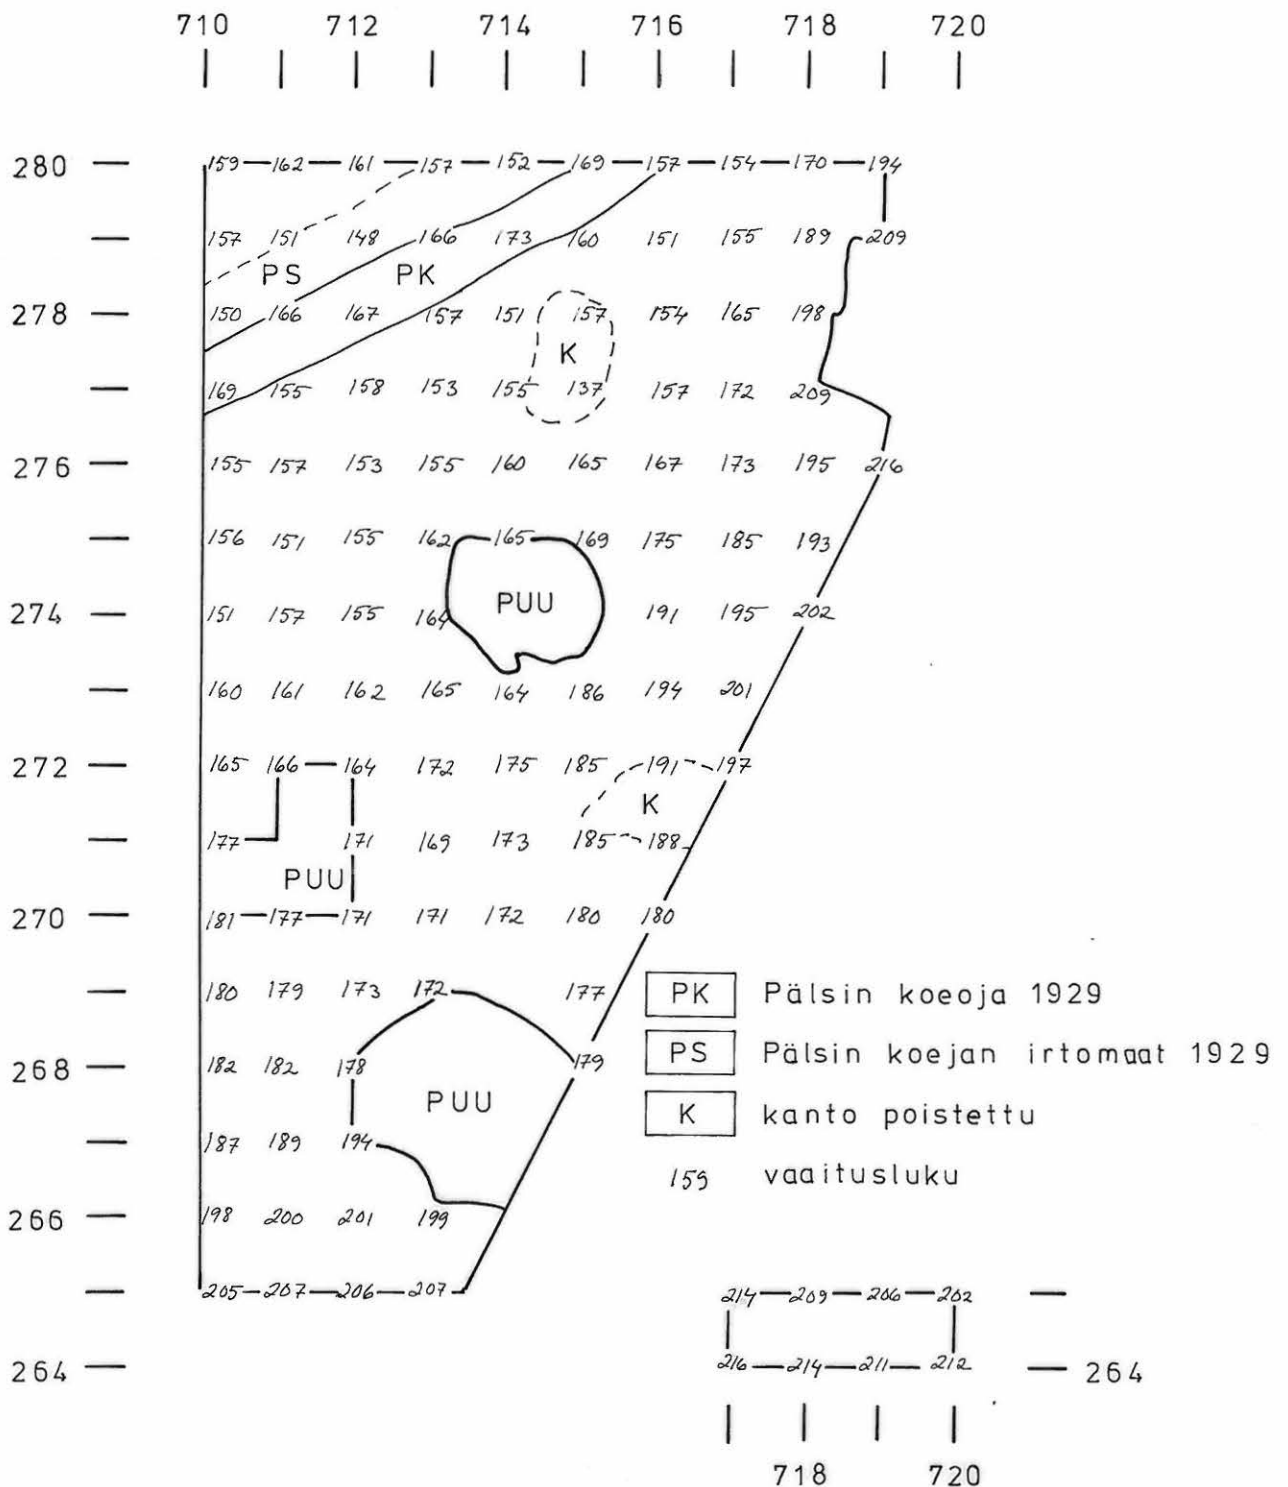 710 712 714 716 718 720
280 159 162 161 157 152 169 157 154 170 194
157 151 148 166 173 160 151 155 189 209
PS PK
278 150 166 167 157 151 157 154 165 198
K
169 155 158 153 155 137 157 172 209
276 155 157 153 155 160 165 167 173 195 216
156 151 155 162 165 169 175 185 193
PUU
274 151 157 155 164 191 195 202
160 161 162 165 164 186 194 201
272 165 166 164 172 175 185 191 197
K
177 171 169 173 185 188
PUU
270 181 177 171 171 172 180 180
180 179 173 172 177
PK Pälsin koeoja 1929
268 182 182 178 179
PS Pälsin koejan irtomaat 1929
PUU
K kanto poistettu
187 189 194
159 vaaitusluku
266 198 200 201 199
205 207 206 207 214 209 206 202
264 216 214 211 212 264
718 720